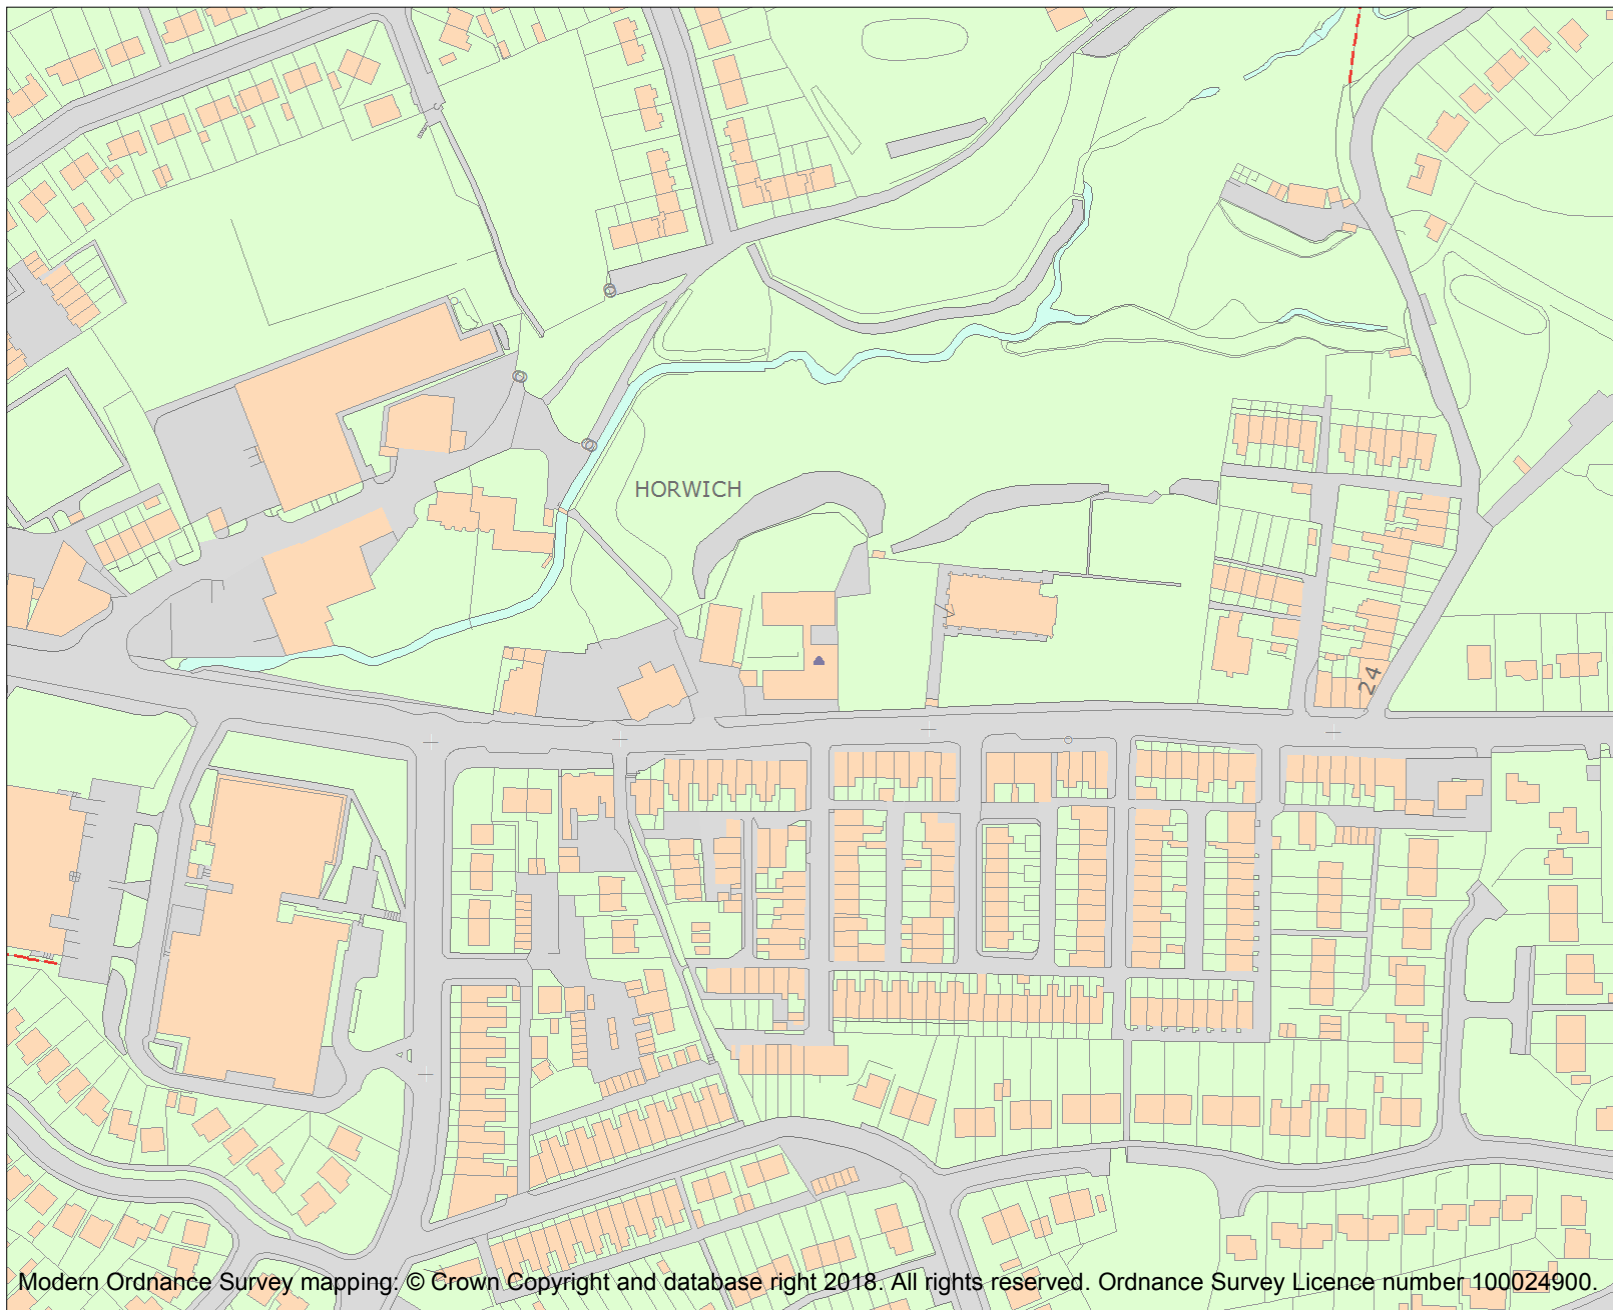 HORWICH
24
Modern Ordnance Survey mapping: © Crown Copyright and database right 2018. All rights reserved. Ordnance Survey Licence number 100024900.